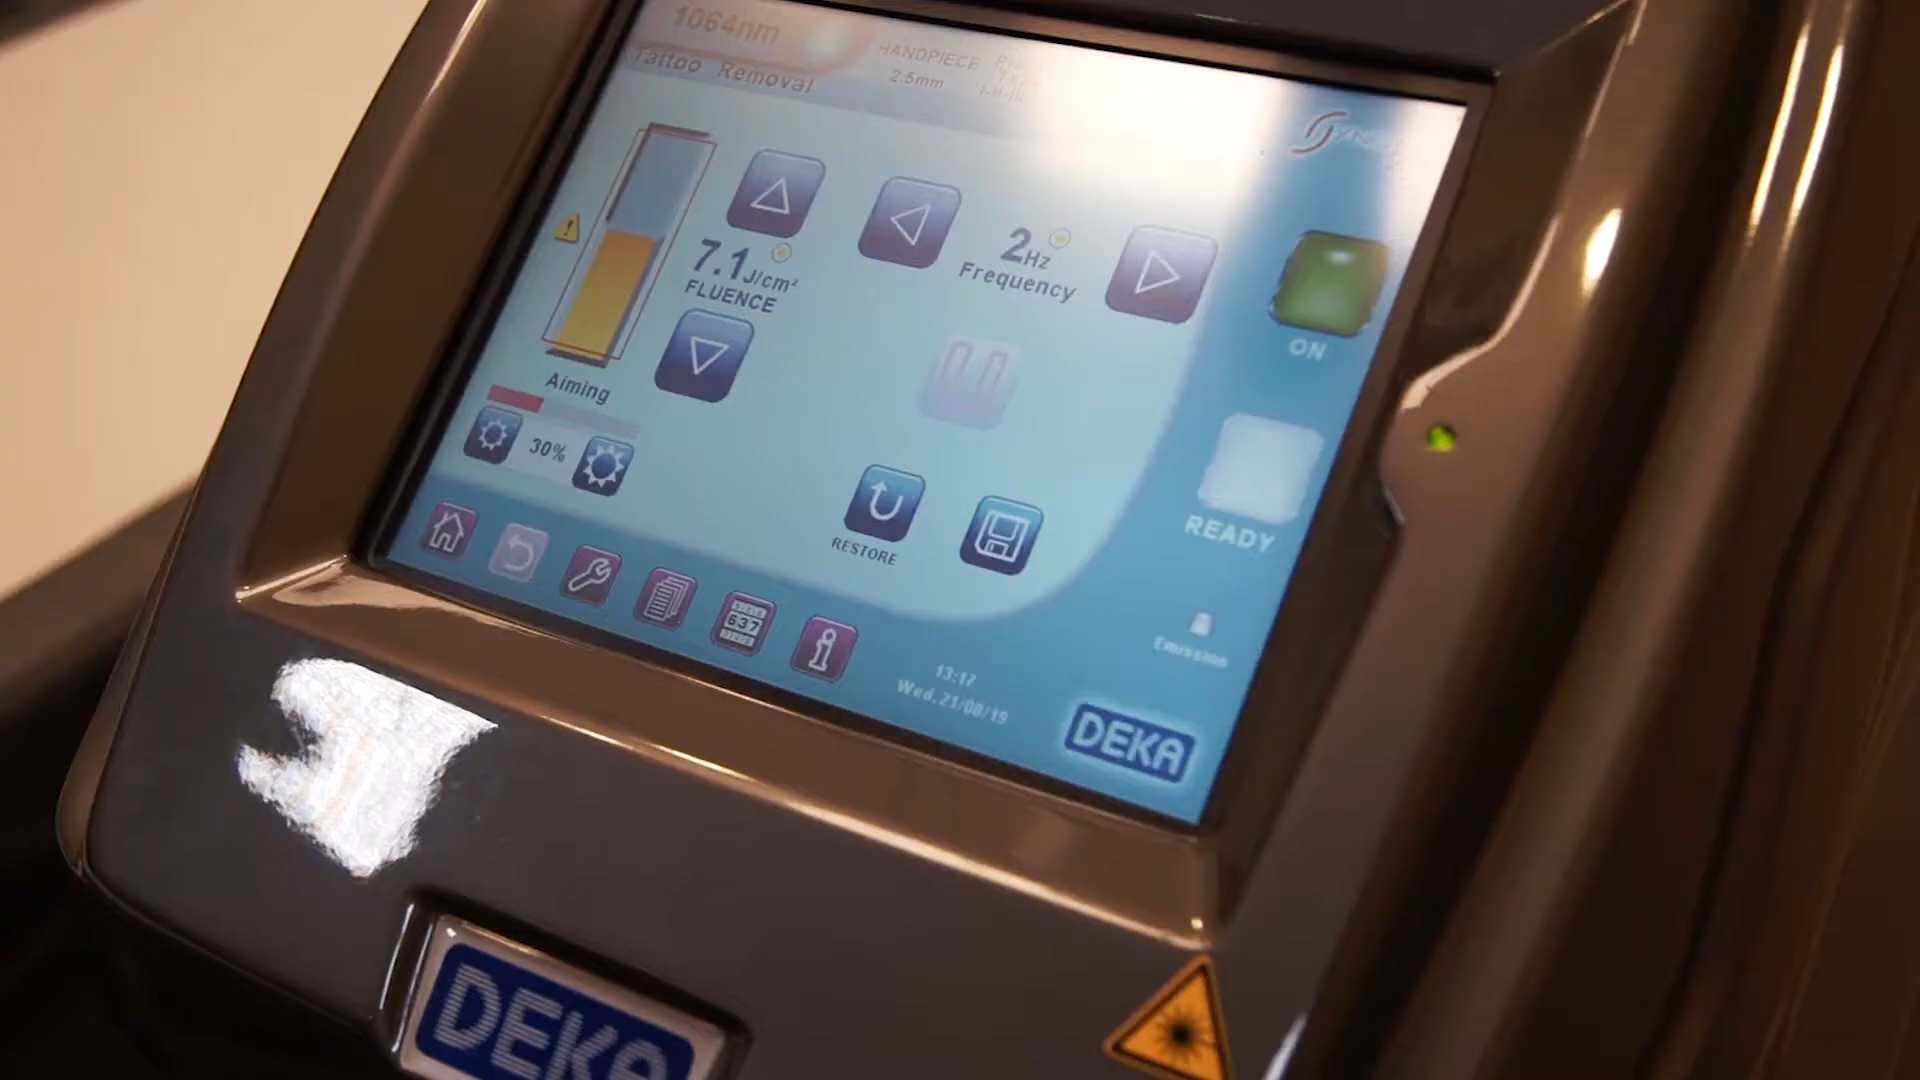 1064nm
Tattoo Removal
HANDPIECE
2.5mm
7.1 J/cm²
FLUENCE
2Hz
Frequency
ON
Aiming
30%
READY
RESTORE
637
Emission
13:17
Wed.21/08/19
DEKA
DEKA